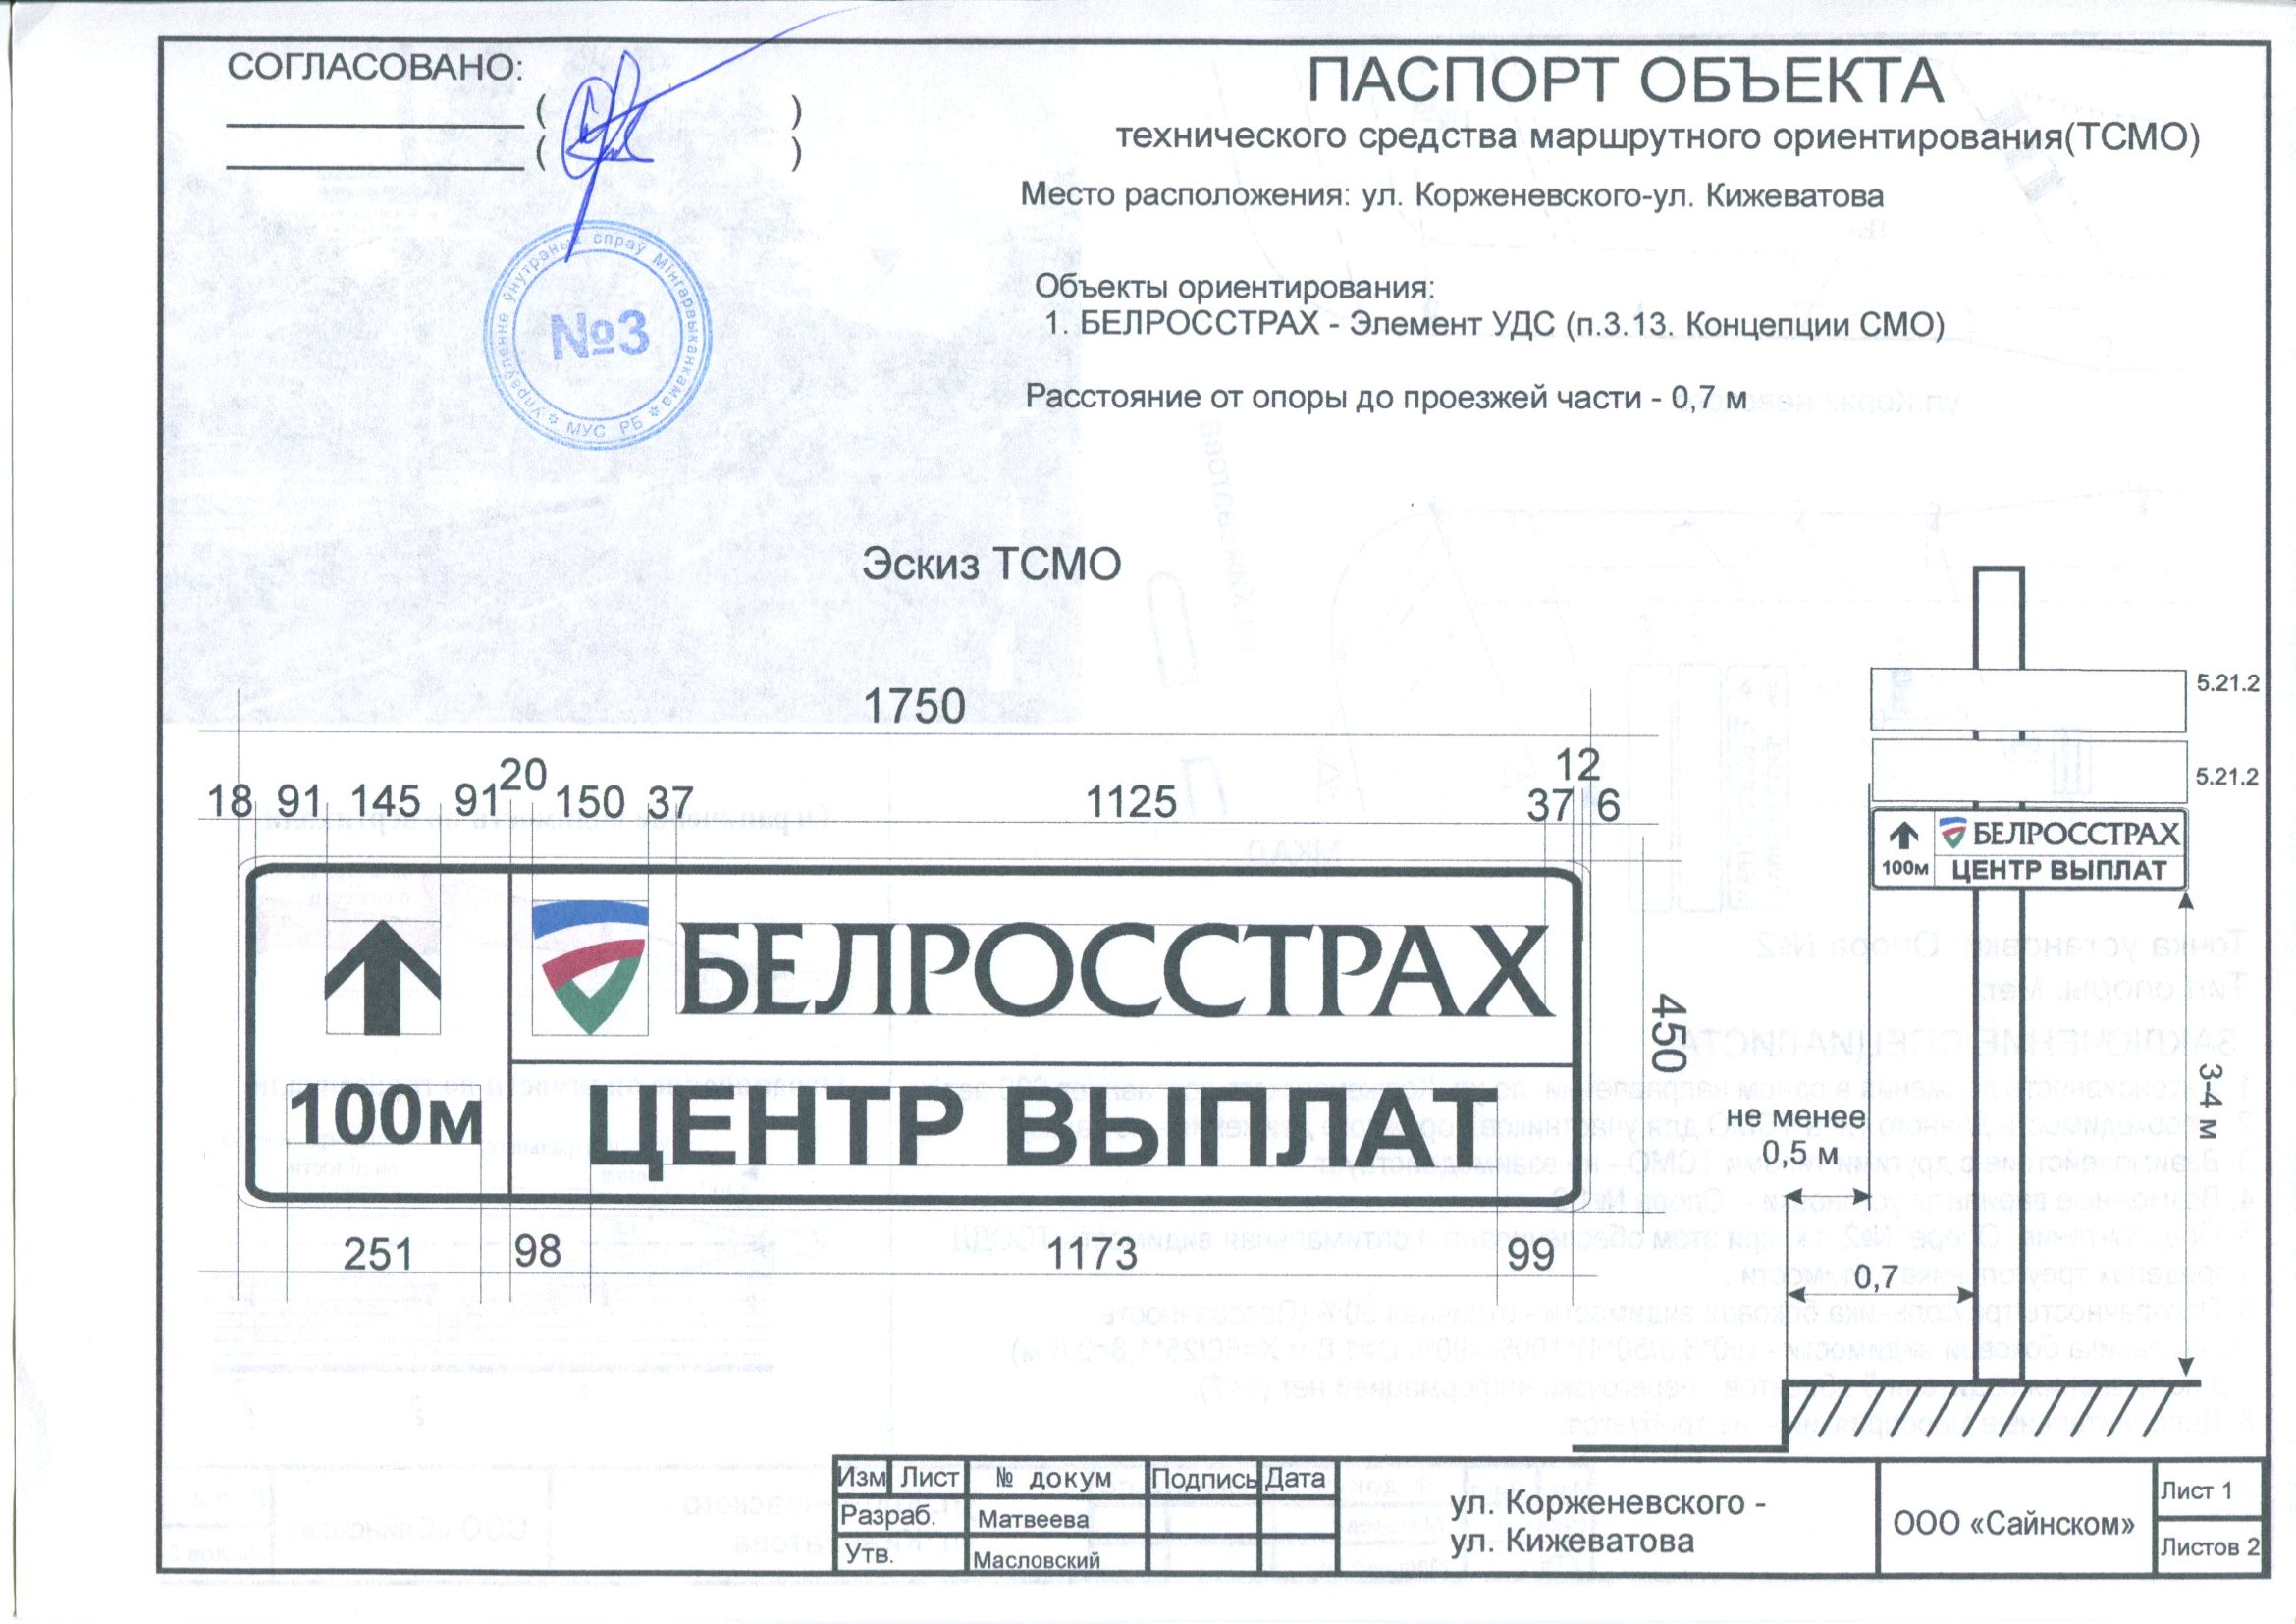 СОГЛАСОВАНО:
( )
( )
Упраўленне ўнутраных спраў Мінгарвыканкама
МУС РБ
№3
ПАСПОРТ ОБЪЕКТА
технического средства маршрутного ориентирования(ТСМО)
Место расположения: ул. Корженевского-ул. Кижеватова
Объекты ориентирования:
1. БЕЛРОССТРАХ - Элемент УДС (п.3.13. Концепции СМО)
Расстояние от опоры до проезжей части - 0,7 м
Эскиз ТСМО
1750
18 91 145 91 20 150 37 1125 37 12 6
БЕЛРОССТРАХ
100м ЦЕНТР ВЫПЛАТ
450
251 98 1173 99
5.21.2
5.21.2
БЕЛРОССТРАХ
100м ЦЕНТР ВЫПЛАТ
3-4 м
не менее
0,5 м
0,7
Изм Лист № докум Подпись Дата
Разраб. Матвеева
Утв. Масловский
ул. Корженевского -
ул. Кижеватова
ООО «Сайнском»
Лист 1
Листов 2